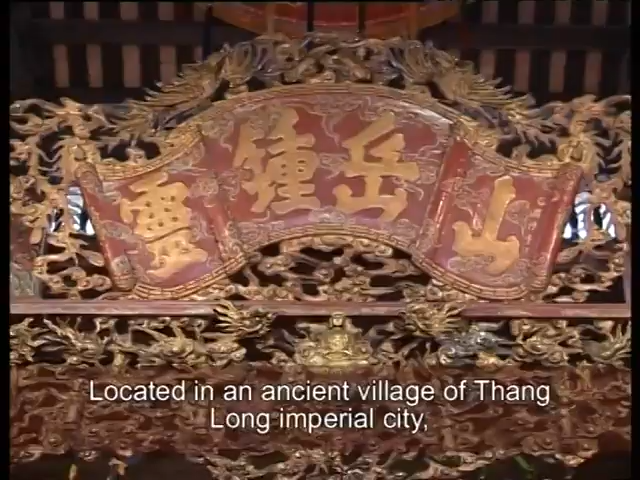 山岳鍾靈
Located in an ancient village of Thang
Long imperial city,